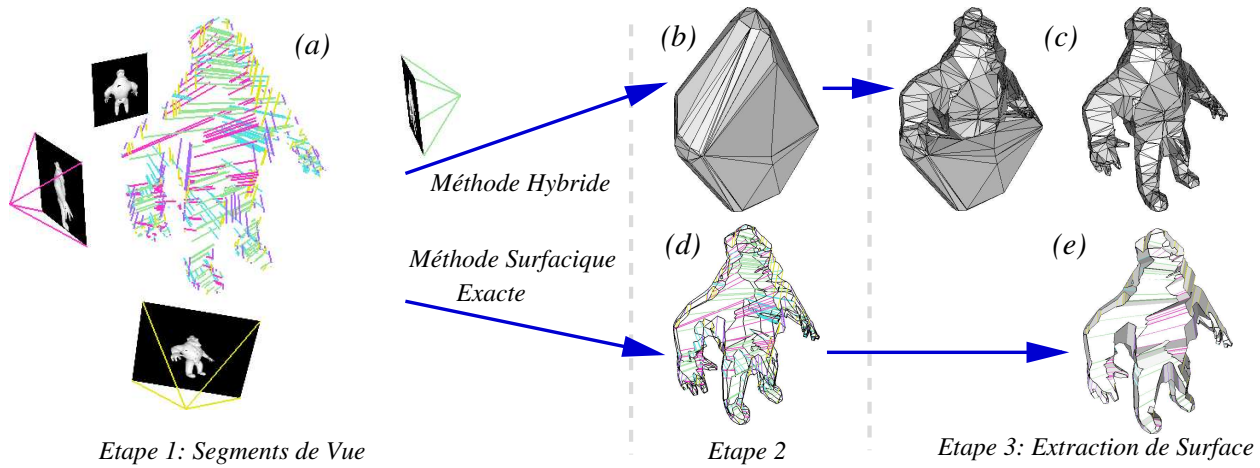 (a)
(b)
(c)
Méthode Hybride
Méthode Surfacique
Exacte
(d)
(e)
Etape 1: Segments de Vue
Etape 2
Etape 3: Extraction de Surface